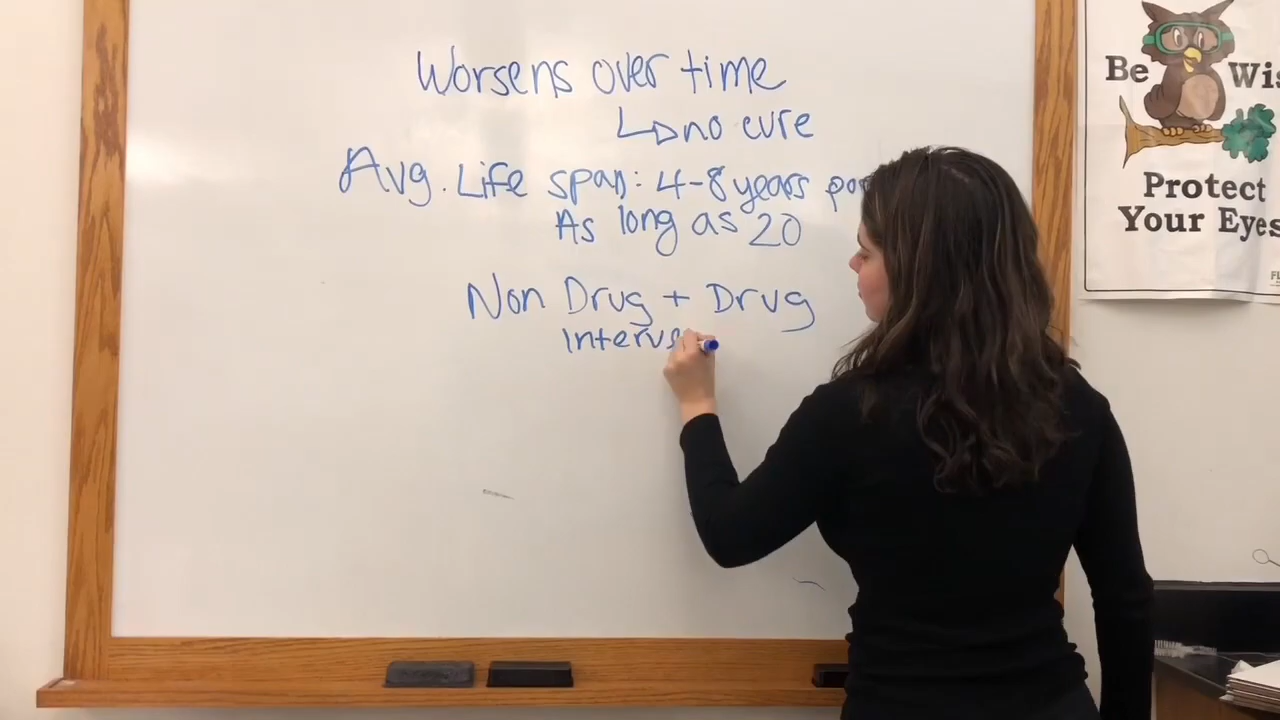 Worsens over time
↳no cure
Avg. Life span: 4-8 years
As long as 20
Non Drug + Drug
Be Wis
Protect
Your Eyes
FL